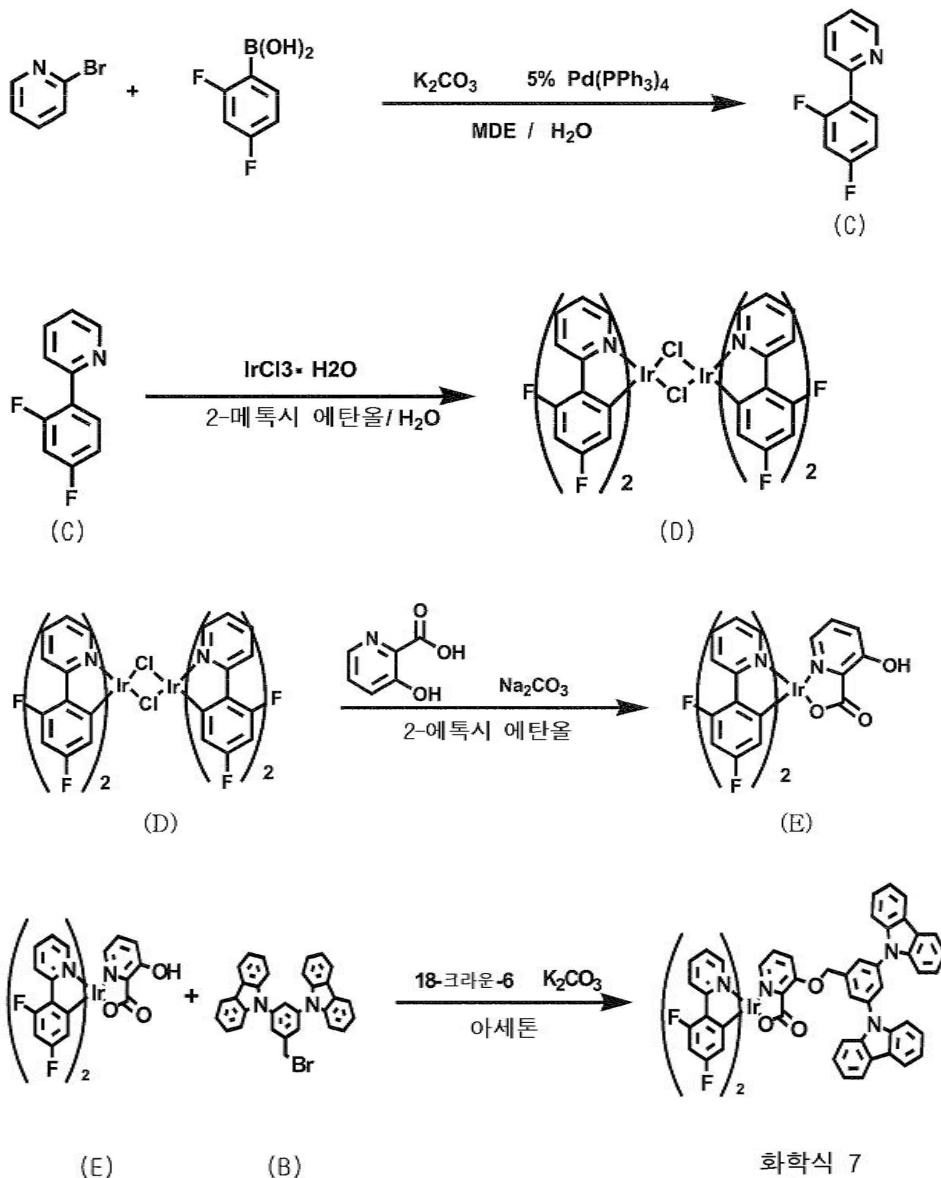 N Br + B(OH)2 F F K2CO3 5% Pd(PPh3)4 N F F
MDE / H2O
(C)
N F F IrCl3• H2O N Ir Cl Cl Ir N F F F F 2 2
2-메톡시 에탄올/H2O
(C)
(D)
N Ir Cl Cl Ir N F F F F 2 2 N O OH OH Na2CO3 N Ir N OH O O F F 2
2-에톡시 에탄올
(D)
(E)
N Ir N OH O O F F 2 + N N Br 18-크라운-6 K2CO3 N Ir N O O O N N F F 2
아세톤
(E)
(B)
화학식 7